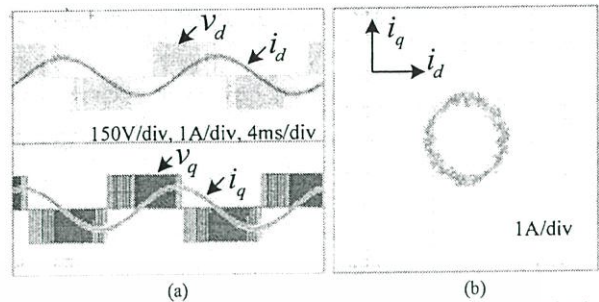 v_d
i_d
150V/div, 1A/div, 4ms/div
v_q
i_q
(a)
i_q
i_d
1A/div
(b)